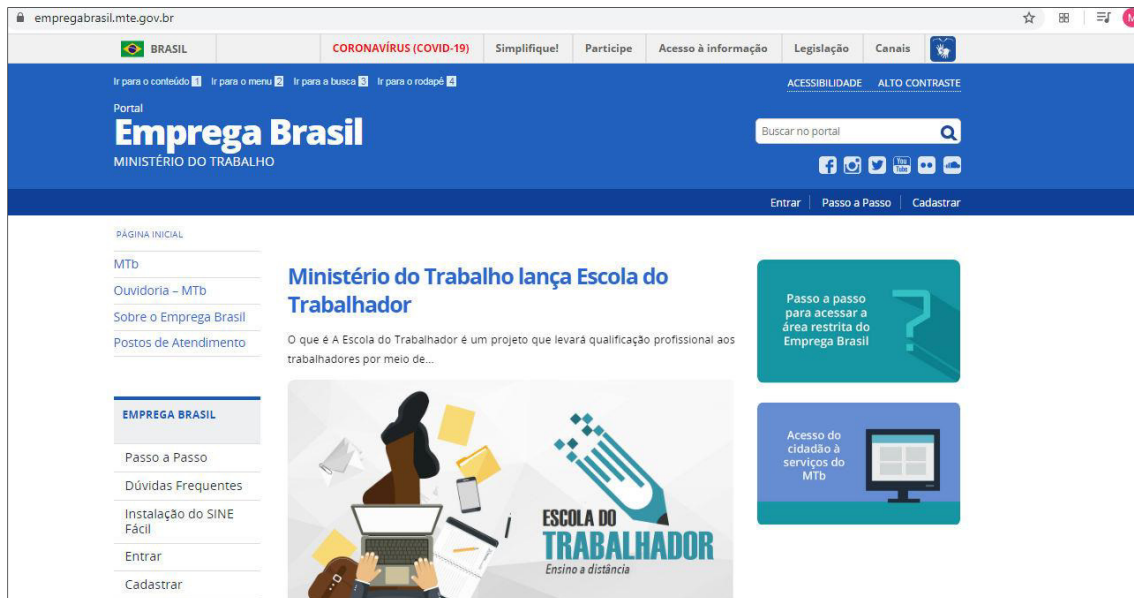 empregabrasil.mte.gov.br
M
BRASIL
CORONAVÍRUS (COVID-19)
Simplifique!
Participe
Acesso à informação
Legislação
Canais
Ir para o conteúdo 1 Ir para o menu 2 Ir para a busca 3 Ir para o rodapé 4
ACESSIBILIDADE ALTO CONTRASTE
Portal
Emprega Brasil
MINISTÉRIO DO TRABALHO
Buscar no portal
You
Tube
Entrar
Passo a Passo
Cadastrar
PÁGINA INICIAL
MTb
Ouvidoria – MTb
Sobre o Emprega Brasil
Postos de Atendimento
EMPREGA BRASIL
Passo a Passo
Dúvidas Frequentes
Instalação do SINE
Fácil
Entrar
Cadastrar
Ministério do Trabalho lança Escola do
Trabalhador
O que é A Escola do Trabalhador é um projeto que levará qualificação profissional aos
trabalhadores por meio de...
ESCOLA DO
TRABALHADOR
Ensino a distância
Passo a passo
para acessar a
área restrita do
Emprega Brasil
?
Acesso do
cidadão à
serviços do
MTb